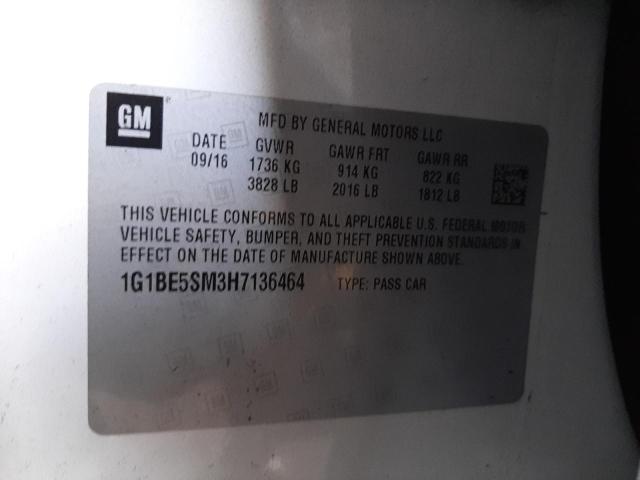 GM
MFD BY GENERAL MOTORS LLC
DATE GVWR GAWR FRT GAWR RR
09/16 1736 KG 914 KG 822 KG
3828 LB 2016 LB 1812 LB
THIS VEHICLE CONFORMS TO ALL APPLICABLE U.S. FEDERAL MOTOR
VEHICLE SAFETY, BUMPER, AND THEFT PREVENTION STANDARDS IN
EFFECT ON THE DATE OF MANUFACTURE SHOWN ABOVE.
1G1BE5SM3H7136464 TYPE: PASS CAR